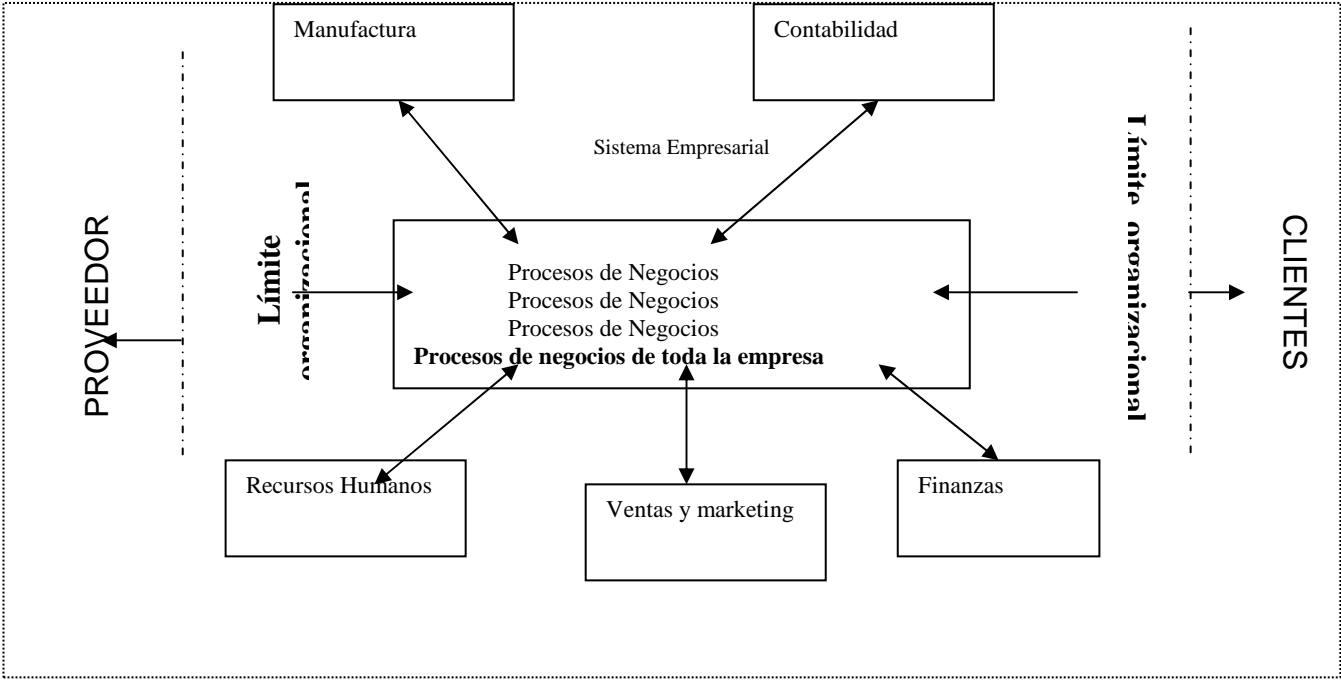 Manufactura
Contabilidad
Sistema Empresarial
PROVEEDOR
Límite
organizacional
Procesos de Negocios
Procesos de Negocios
Procesos de Negocios
Procesos de negocios de toda la empresa
Límite organizacional
CLIENTES
Recursos Humanos
Ventas y marketing
Finanzas